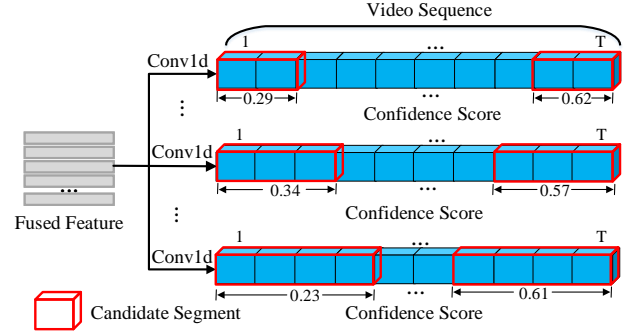 Video Sequence
1 ... T
Conv1d
0.29 ... 0.62
Confidence Score
...
Conv1d
...
0.34 0.57
...
Fused Feature
Confidence Score
...
1 ... T
Conv1d
0.23 ... 0.61
Candidate Segment
Confidence Score